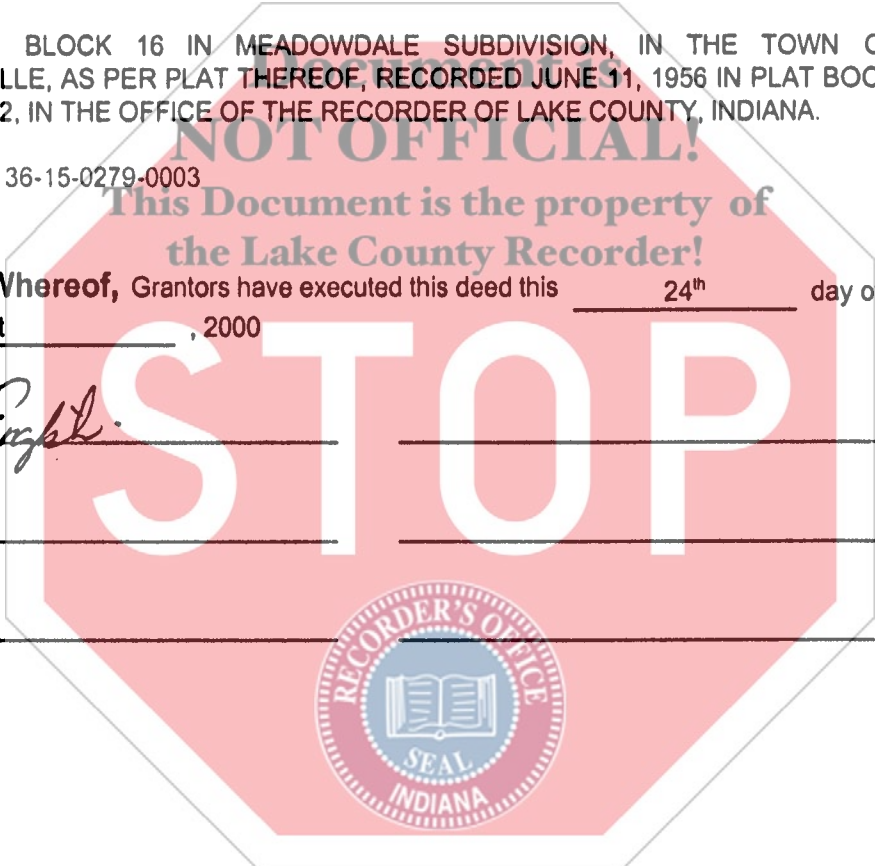 BLOCK 16 IN MEADOWDALE SUBDIVISION, IN THE TOWN
LLE, AS PER PLAT THEREOF, RECORDED JUNE 11, 1956 IN PLAT BOO
2, IN THE OFFICE OF THE RECORDER OF LAKE COUNTY, INDIANA.
Document is
NOT OFFICIAL!
36-15-0279-0003
This Document is the property of
the Lake County Recorder!
Whereof, Grantors have executed this deed this 24th day o
t , 2000
STOP
RECORDER'S OFFICE
SEAL
INDIANA